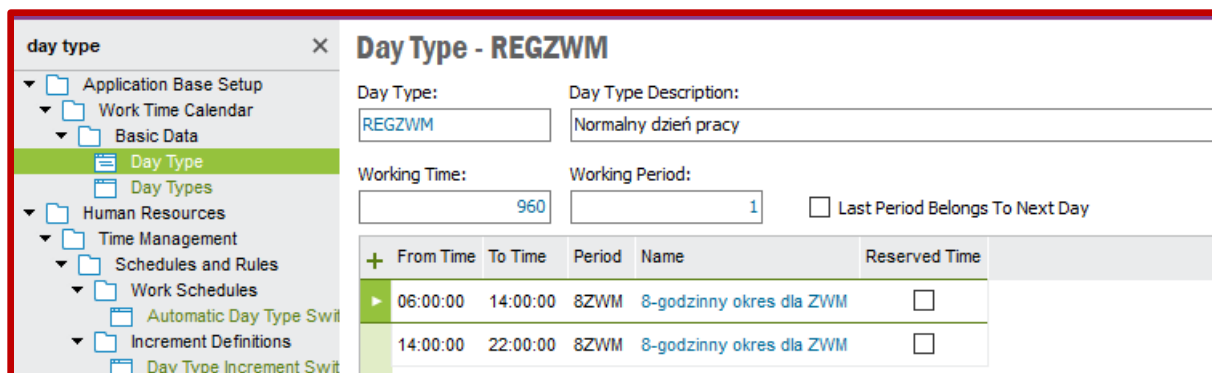 day type
Application Base Setup
Work Time Calendar
Basic Data
Day Type
Day Types
Human Resources
Time Management
Schedules and Rules
Work Schedules
Automatic Day Type Swit
Increment Definitions
Day Type Increment Swit
Day Type - REGZWM
Day Type: Day Type Description:
REGZWM Normalny dzień pracy
Working Time: Working Period:
960 1 Last Period Belongs To Next Day
From Time To Time Period Name Reserved Time
06:00:00 14:00:00 8ZWM 8-godzinny okres dla ZWM
14:00:00 22:00:00 8ZWM 8-godzinny okres dla ZWM